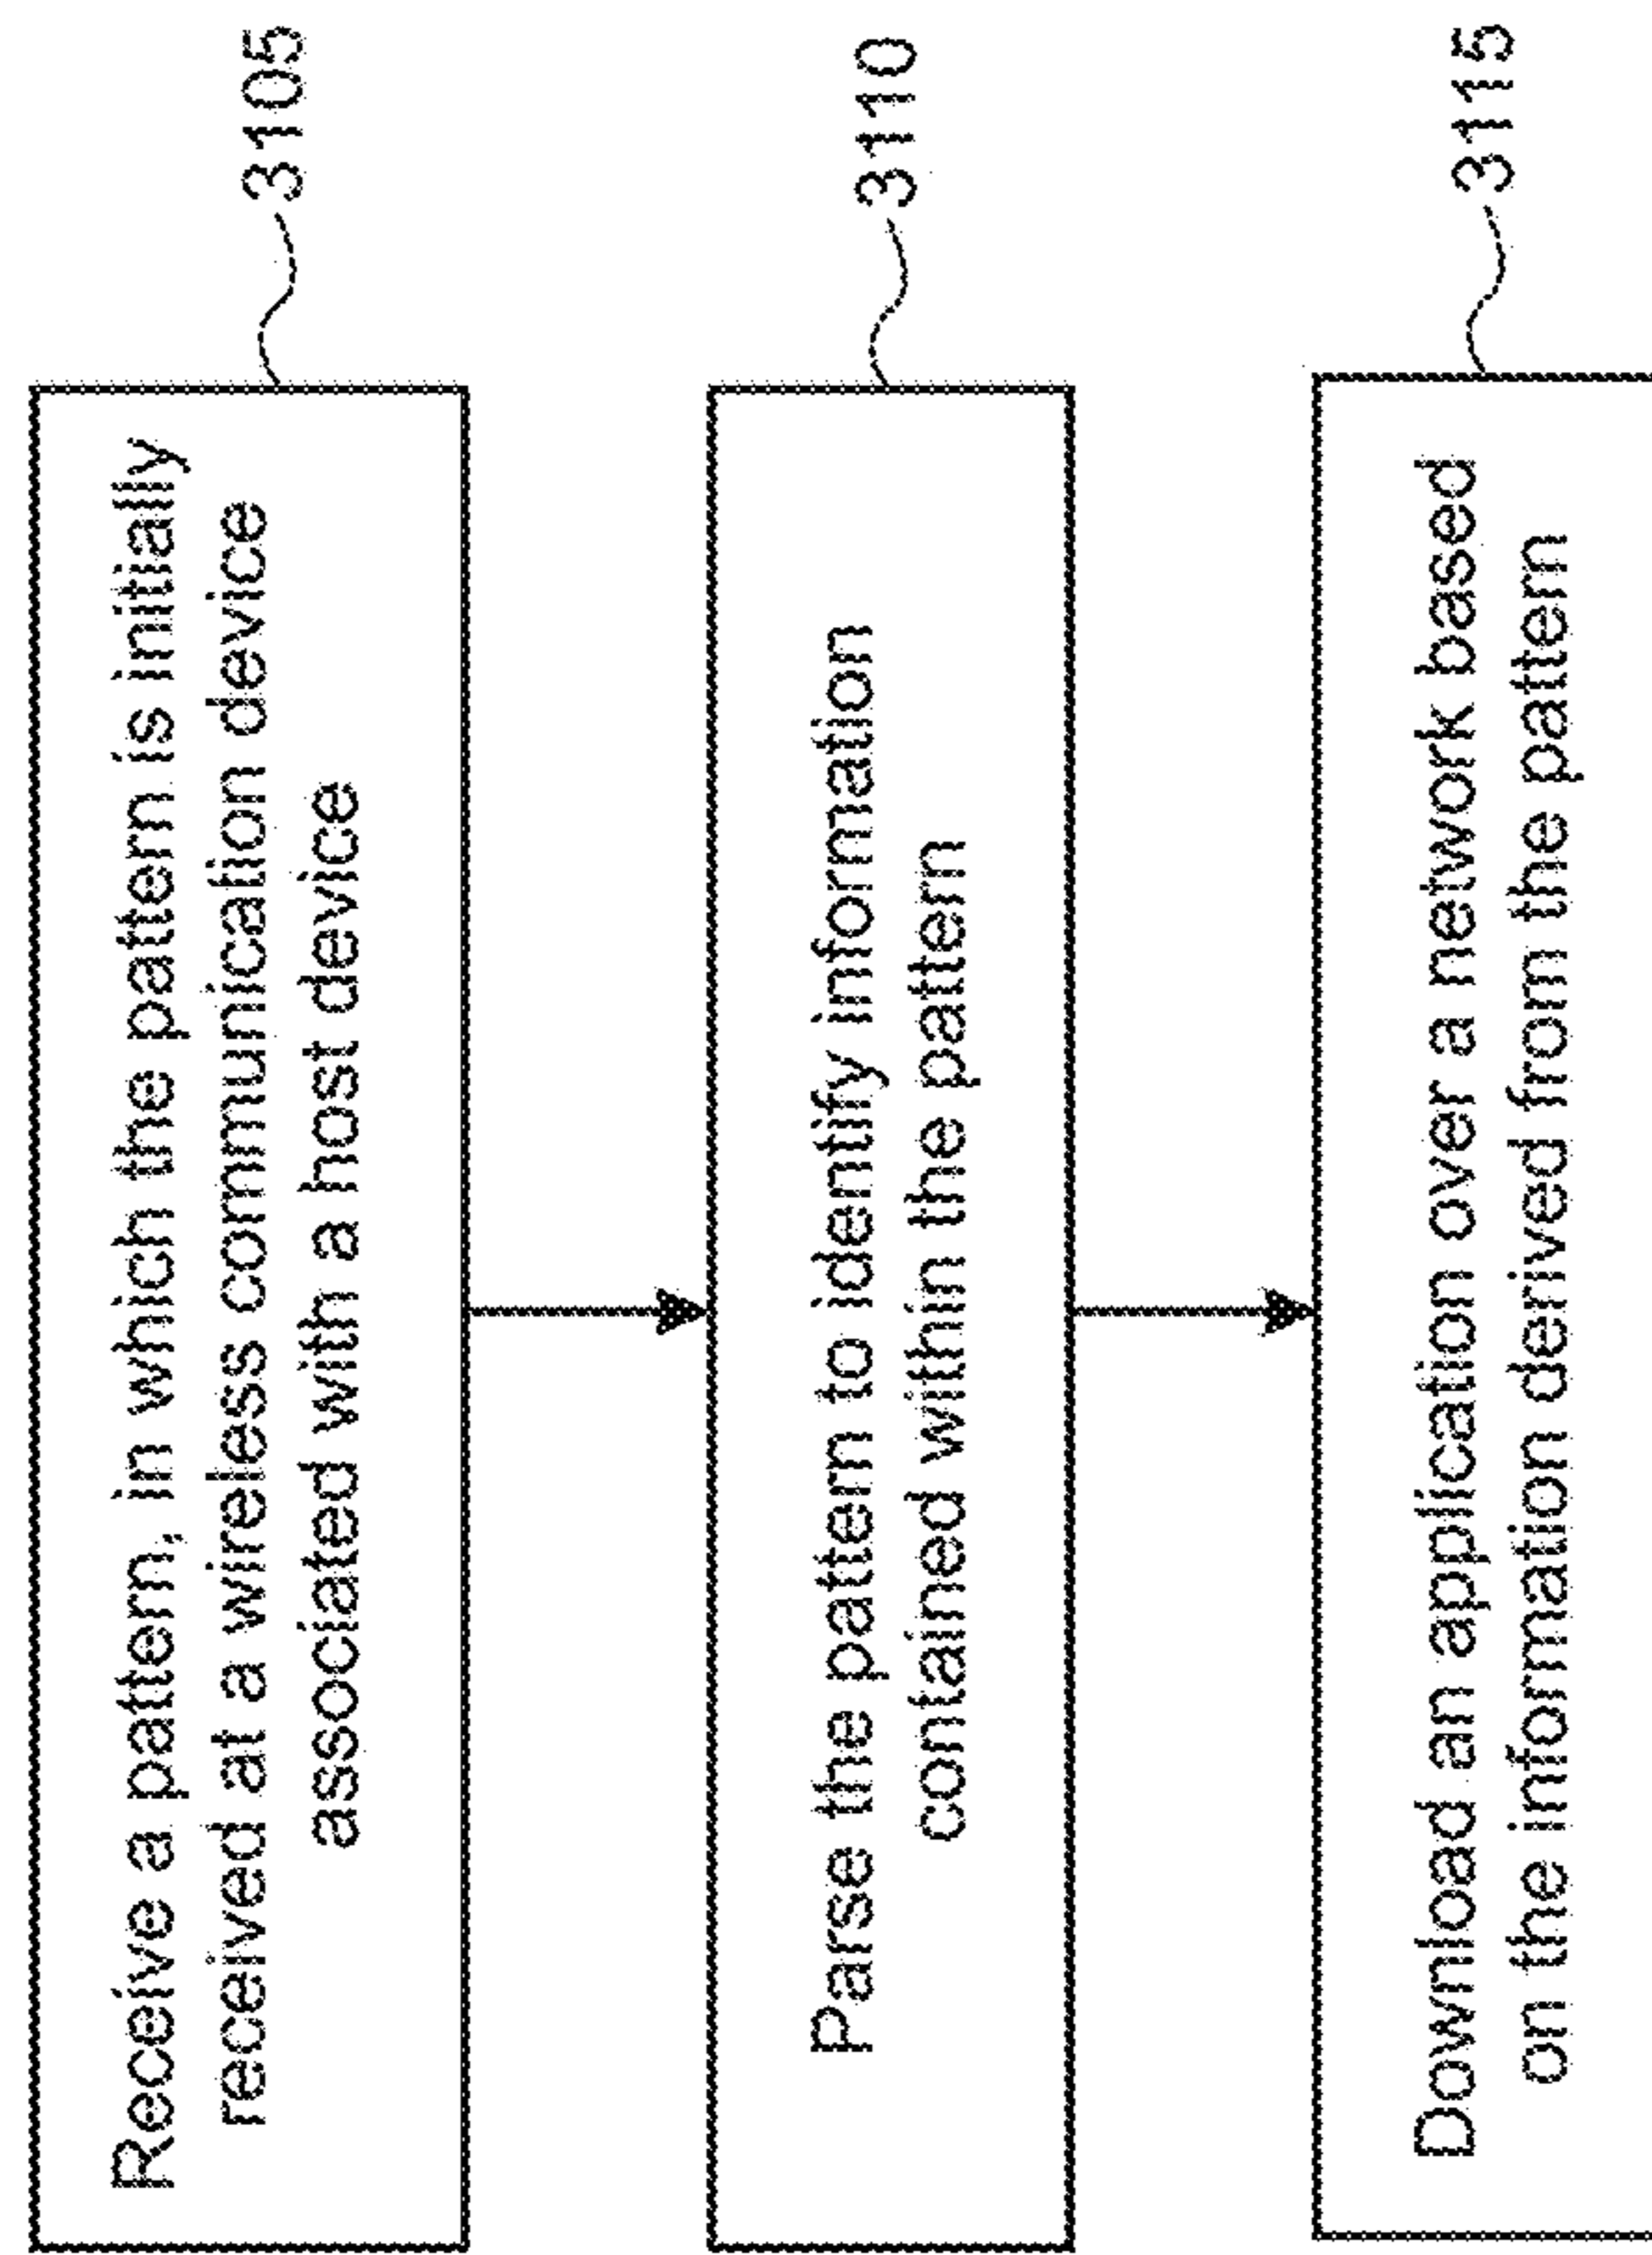 Receive a pattern, in which the pattern is initially
received at a wireless communication device
associated with a host device
3105
Parse the pattern to identify information
contained within the pattern
3110
Download an application over a network based
on the information derived from the pattern
3115